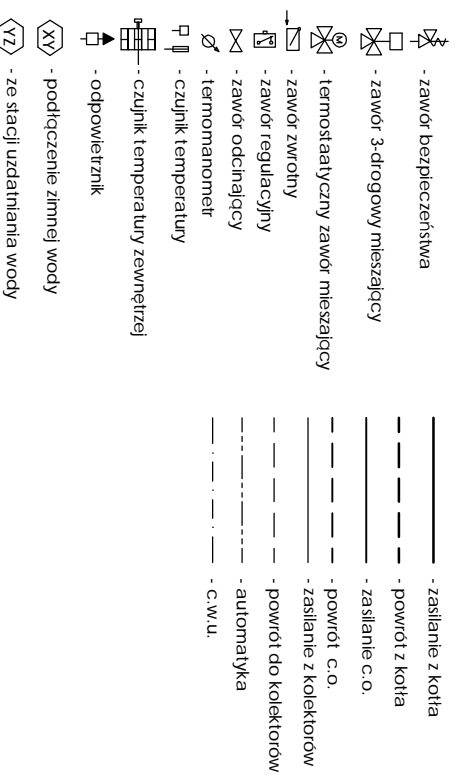 - zawór bezpieczeństwa
- zawór 3-drogowy mieszający
M
- termostaatyczny zawór mieszający
- zawór zwrotny
- zawór regulacyjny
- zawór odcinający
- termomanometr
- czujnik temperatury
- czujnik temperatury zewnętrzej
- odpowietrznik
XY - podłączenie zimnej wody
YZ - ze stacji uzdatniania wody
- zasilanie z kotła
- powrót z kotła
- zasilanie c.o.
- powrót c.o.
- zasilanie z kolektorów
- powrót do kolektorów
- automatyka
- c.w.u.